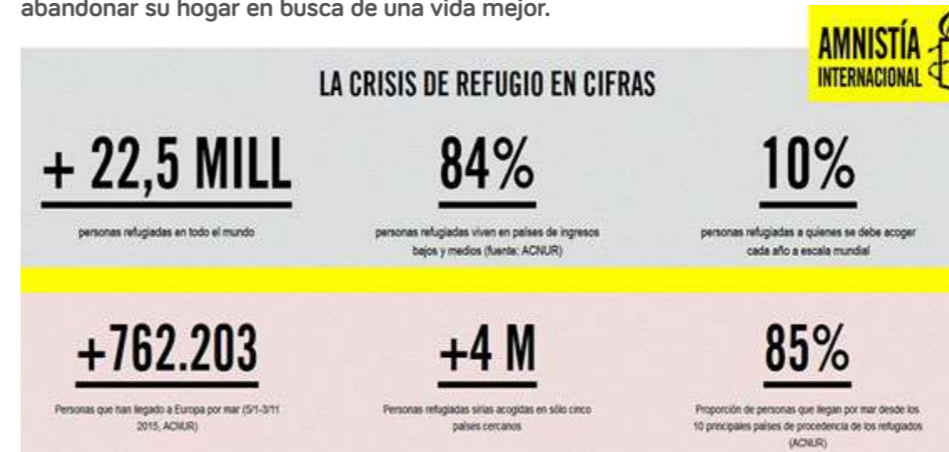 abandonar su hogar en busca de una vida mejor.
AMNISTÍA
INTERNACIONAL
LA CRISIS DE REFUGIO EN CIFRAS
+ 22,5 MILL
personas refugiadas en todo el mundo
84%
personas refugiadas viven en países de ingresos
bajos y medios (fuente: ACNUR)
10%
personas refugiadas a quienes se debe acoger
cada año a escala mundial
+762.203
Personas que han llegado a Europa por mar (5/1-3/11
2015, ACNUR)
+4 M
Personas refugiadas sirias acogidas en sólo cinco
países cercanos
85%
Proporción de personas que llegan por mar desde los
10 principales países de procedencia de los refugiados
(ACNUR)